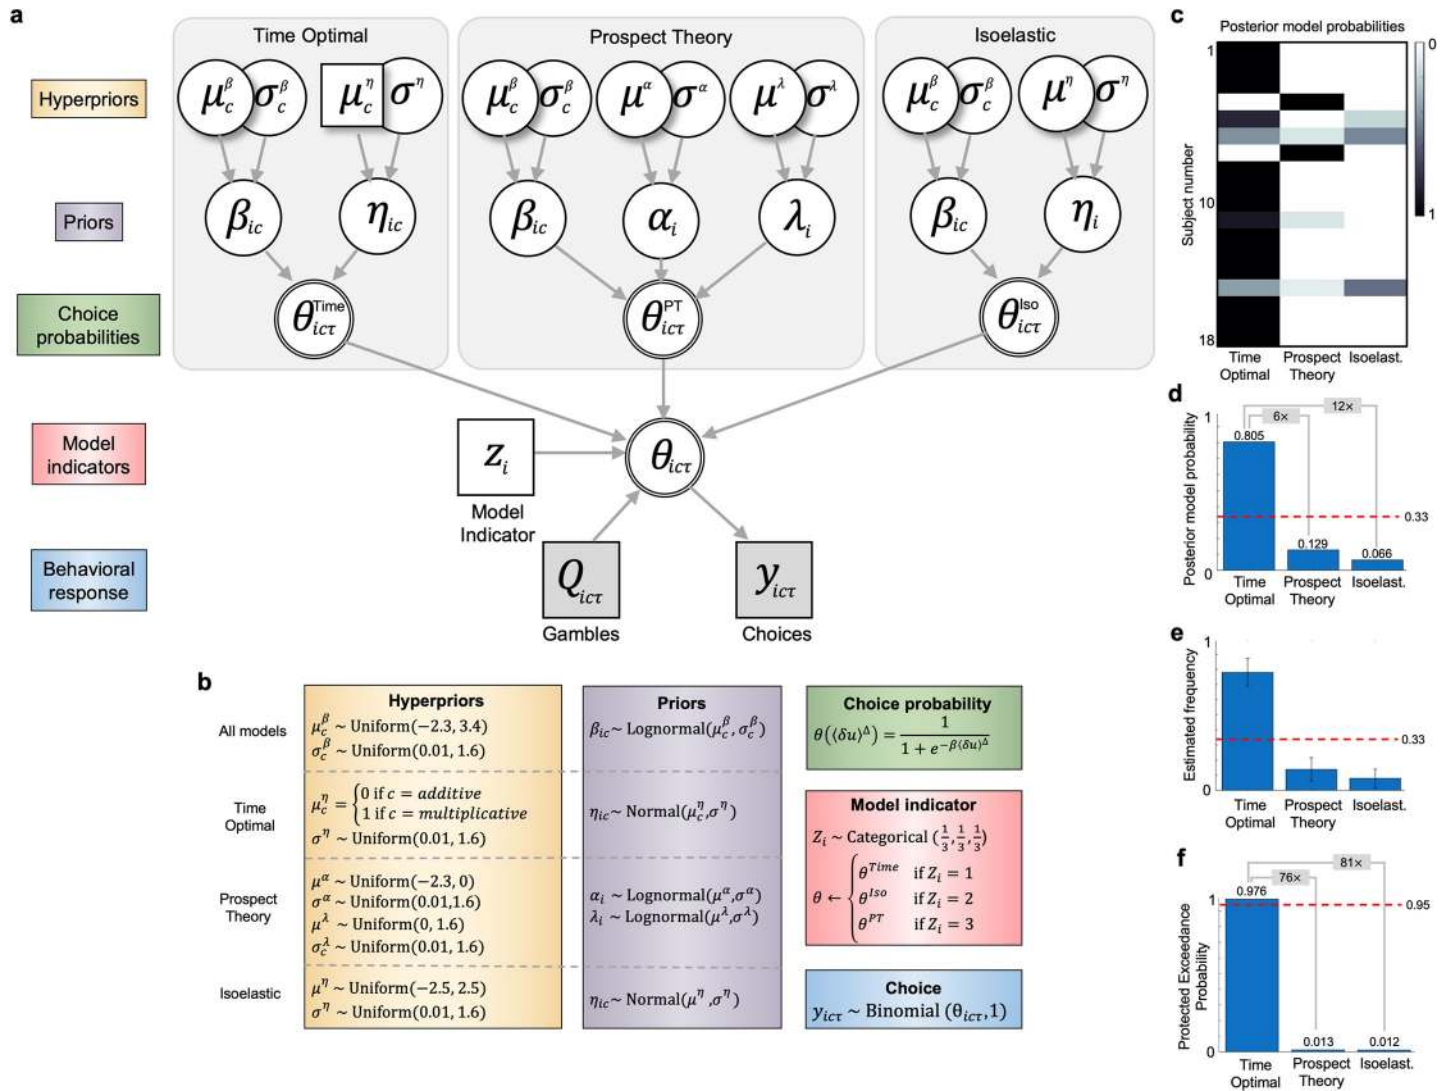 a
Time Optimal
Prospect Theory
Isoelastic
Hyperpriors
μ_c^β σ_c^β μ_c^η σ^η
μ_c^β σ_c^β μ^α σ^α μ^λ σ^λ
μ_c^β σ_c^β μ^η σ^η
Priors
β_ic η_ic
β_ic α_i λ_i
β_ic η_i
Choice
probabilities
θ_icτ^Time
θ_icτ^PT
θ_icτ^Iso
Model
indicators
z_i
θ_icτ
Model
Indicator
Behavioral
response
Q_icτ
y_icτ
Gambles
Choices
b
Hyperpriors
Priors
All models
μ_c^β ~ Uniform(−2.3, 3.4)
σ_c^β ~ Uniform(0.01, 1.6)
β_ic ~ Lognormal(μ_c^β, σ_c^β)
Time
Optimal
μ_c^η = {0 if c = additive
1 if c = multiplicative
σ^η ~ Uniform(0.01, 1.6)
η_ic ~ Normal(μ_c^η,σ^η)
Prospect
Theory
μ^α ~ Uniform(−2.3, 0)
σ^α ~ Uniform(0.01,1.6)
μ^λ ~ Uniform(0, 1.6)
σ_c^λ ~ Uniform(0.01, 1.6)
α_i ~ Lognormal(μ^α,σ^α)
λ_i ~ Lognormal(μ^λ,σ^λ)
Isoelastic
μ^η ~ Uniform(−2.5, 2.5)
σ^η ~ Uniform(0.01, 1.6)
η_ic ~ Normal(μ^η ,σ^η)
Choice probability
θ(⟨δu⟩^Δ) = 1 / (1 + e^−β⟨δu⟩^Δ)
Model indicator
Z_i ~ Categorical (1/3, 1/3, 1/3)
θ ← {θ^Time if Z_i = 1
θ^Iso if Z_i = 2
θ^PT if Z_i = 3
Choice
y_icτ ~ Binomial (θ_icτ,1)
c
Posterior model probabilities
Subject number
1
10
18
0
1
Time
Optimal
Prospect
Theory
Isoelast.
d
Posterior model probability
1
0
12×
6×
0.805
0.33
0.129
0.066
Time
Optimal
Prospect
Theory
Isoelast.
e
Estimated frequency
1
0
0.33
Time
Optimal
Prospect
Theory
Isoelast.
f
Protected Exceedance
Probability
1
0
81×
76×
0.976
0.95
0.013
0.012
Time
Optimal
Prospect
Theory
Isoelast.